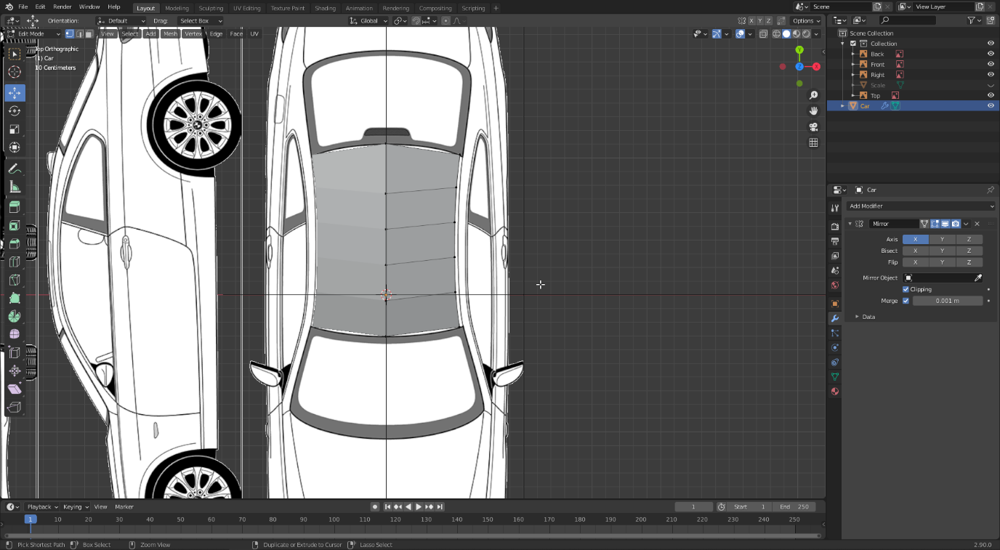 File Edit Render Window Help Layout Modeling Sculpting UV Editing Texture Paint Shading Animation Rendering Compositing Scripting + Scene View Layer
Orientation: Default Drag: Select Box Global X Y Z Options
Edit Mode View Select Add Mesh Vertex Edge Face UV
Top Orthographic
(1) Car
10 Centimeters
Y
Z X
Scene Collection
Collection
Back
Front
Right
Scale
Top
Car
Car
Add Modifier
Mirror
Axis X Y Z
Bisect X Y Z
Flip X Y Z
Mirror Object
Clipping
Merge 0.001 m
Data
Playback Keying View Marker 1 Start 1 End 250
1 10 20 30 40 50 60 70 80 90 100 110 120 130 140 150 160 170 180 190 200 210 220 230 240 250
Pick Shortest Path Box Select Zoom View Duplicate or Extrude to Cursor Lasso Select 2.90.0